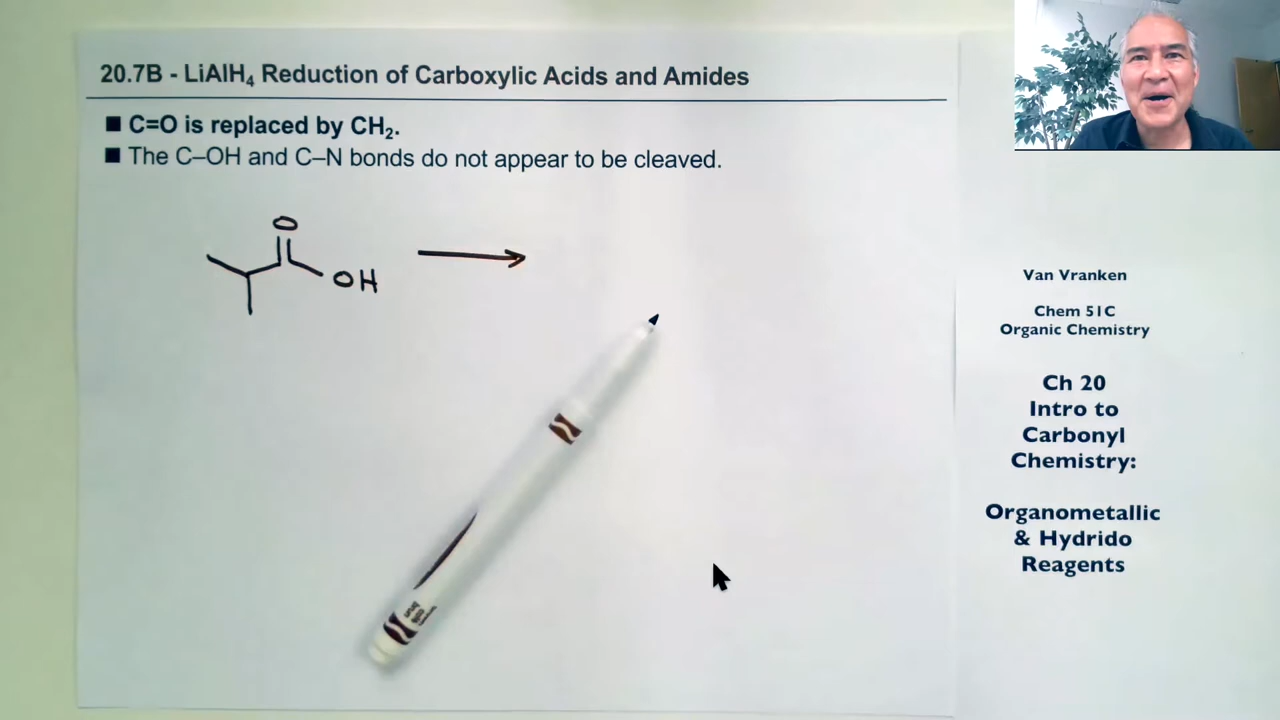 20.7B - LiAlH₄ Reduction of Carboxylic Acids and Amides
■ C=O is replaced by CH₂.
■ The C–OH and C–N bonds do not appear to be cleaved.
O
OH
Van Vranken
Chem 51C
Organic Chemistry
Ch 20
Intro to
Carbonyl
Chemistry:
Organometallic
& Hydrido
Reagents